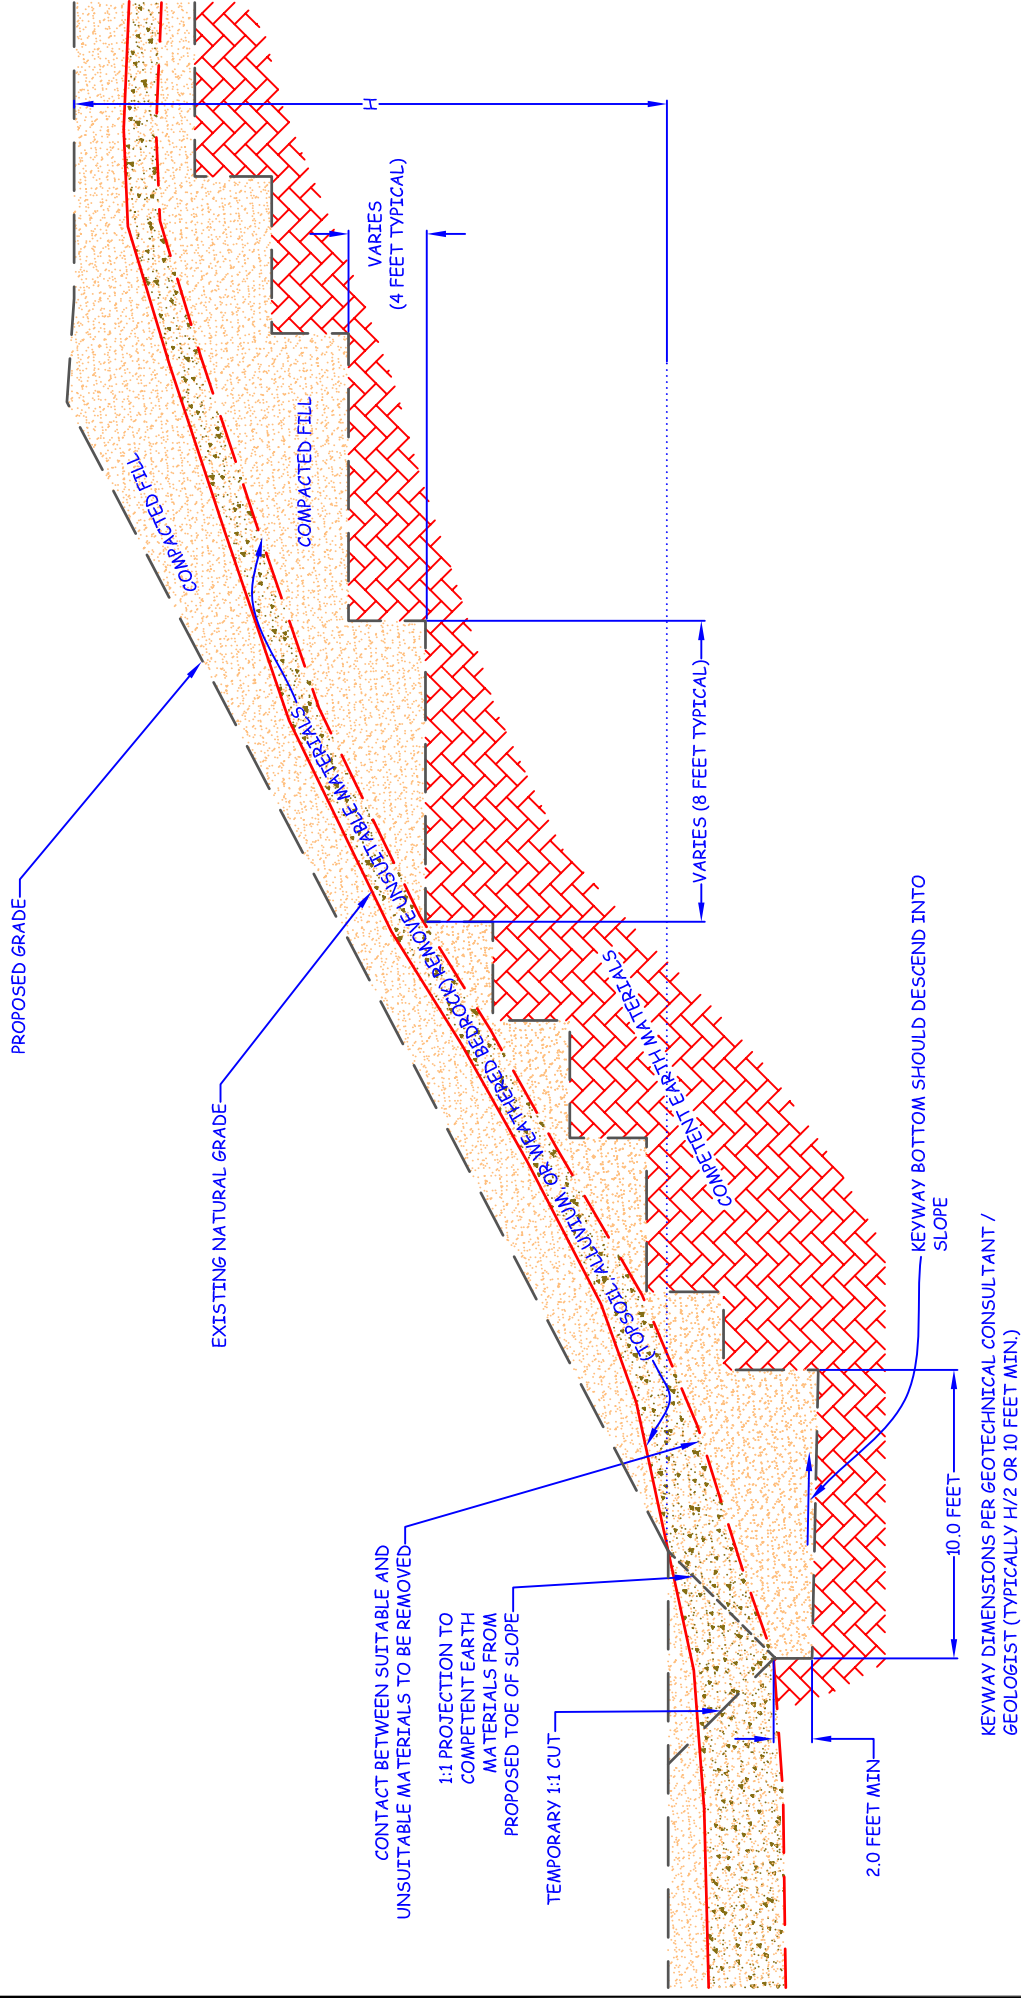 PROPOSED GRADE
EXISTING NATURAL GRADE
CONTACT BETWEEN SUITABLE AND
UNSUITABLE MATERIALS TO BE REMOVED
1:1 PROJECTION TO
COMPETENT EARTH
MATERIALS FROM
PROPOSED TOE OF SLOPE
TEMPORARY 1:1 CUT
COMPACTED FILL
COMPACTED FILL
(TOPSOIL, ALLUVIUM, OR WEATHERED BEDROCK) REMOVE UNSUITABLE MATERIALS
H
VARIES
(4 FEET TYPICAL)
VARIES (8 FEET TYPICAL)
COMPETENT EARTH MATERIALS
2.0 FEET MIN
10.0 FEET
KEYWAY BOTTOM SHOULD DESCEND INTO
SLOPE
KEYWAY DIMENSIONS PER GEOTECHNICAL CONSULTANT /
GEOLOGIST (TYPICALLY H/2 OR 10 FEET MIN.)